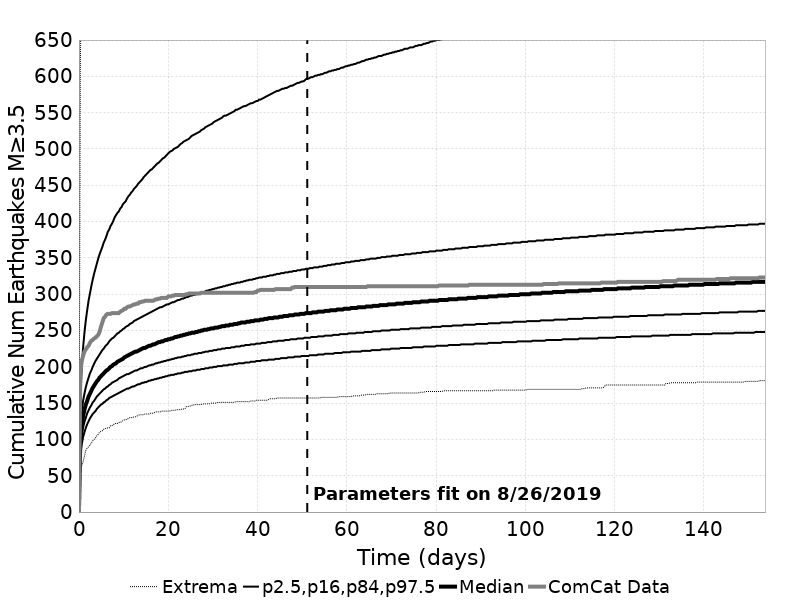 650
600
550
500
450
400
350
300
250
200
150
100
50
0
Cumulative Num Earthquakes M≥3.5
Parameters fit on 8/26/2019
0 20 40 60 80 100 120 140
Time (days)
Extrema p2.5,p16,p84,p97.5 Median ComCat Data